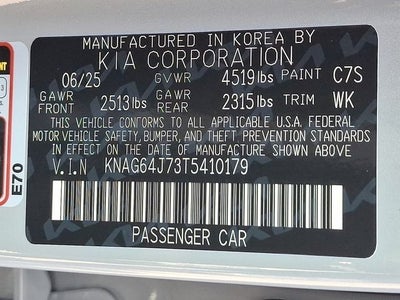 MANUFACTURED IN KOREA BY
KIA CORPORATION
06/25 GVWR 4519lbs PAINT C7S
GAWR FRONT 2513lbs GAWR REAR 2315lbs TRIM WK
THIS VEHICLE CONFORMS TO ALL APPLICABLE U.S.A. FEDERAL
MOTOR VEHICLE SAFETY, BUMPER, AND THEFT PREVENTION STANDARDS
IN EFFECT ON THE DATE OF MANUFACTURE SHOWN ABOVE.
V.I.N KNAG64J73T5410179
PASSENGER CAR
E70